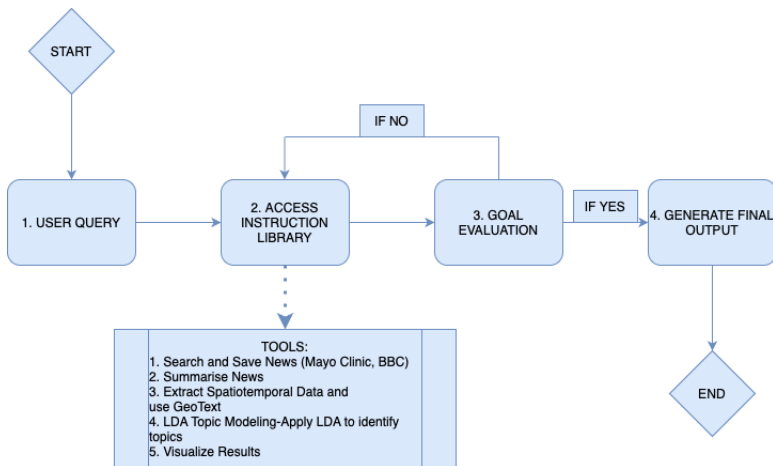 START
IF NO
1. USER QUERY
2. ACCESS
INSTRUCTION
LIBRARY
3. GOAL
EVALUATION
IF YES
4. GENERATE FINAL
OUTPUT
TOOLS:
1. Search and Save News (Mayo Clinic, BBC)
2. Summarise News
3. Extract Spatiotemporal Data and
use GeoText
4. LDA Topic Modeling-Apply LDA to identify
topics
5. Visualize Results
END